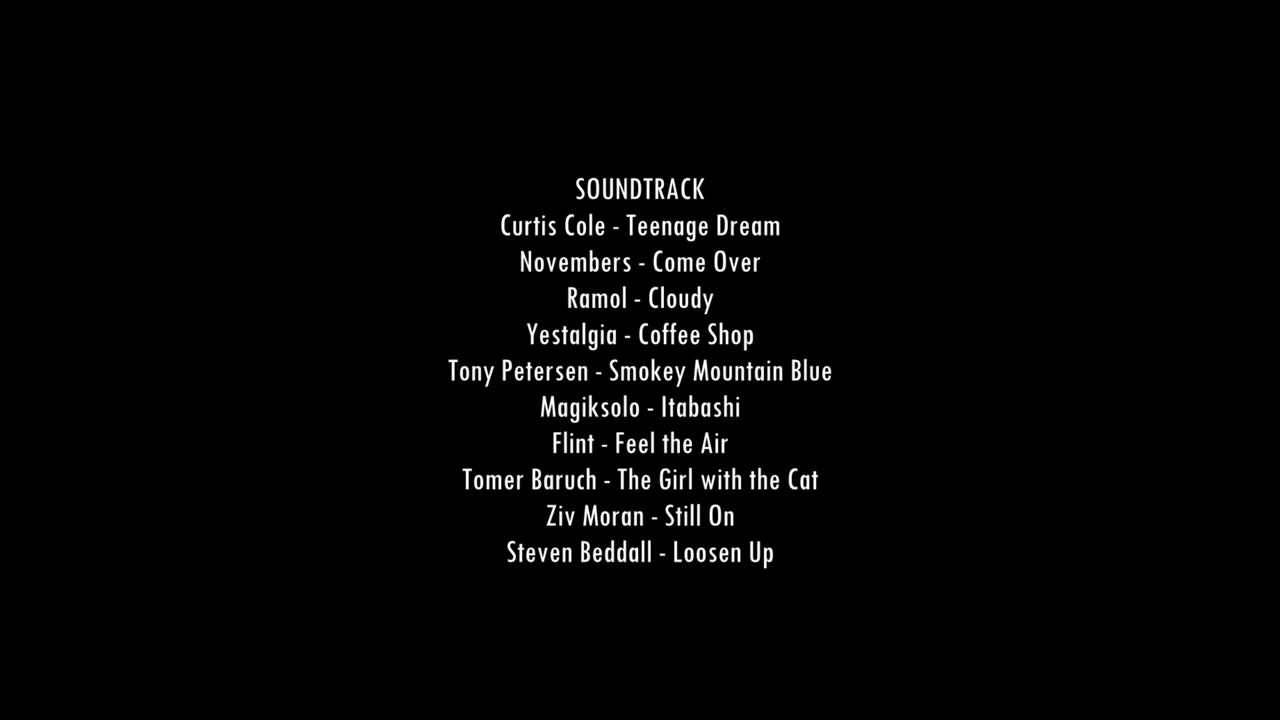 SOUNDTRACK
Curtis Cole - Teenage Dream
Novembers - Come Over
Ramol - Cloudy
Yestalgia - Coffee Shop
Tony Petersen - Smokey Mountain Blue
Magiksolo - Itabashi
Flint - Feel the Air
Tomer Baruch - The Girl with the Cat
Ziv Moran - Still On
Steven Beddall - Loosen Up